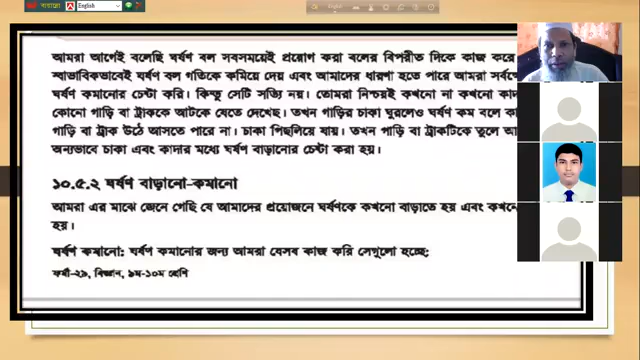 English
আমরা আগেই বলেছি ঘর্ষণ বল সবসময়েই প্রয়োগ করা বলের বিপরীত দিকে কাজ করে
স্বাভাবিকভাবেই ঘর্ষণ বল গতিকে কমিয়ে দেয় এবং আমাদের ধারণা হতে পারে আমরা
ঘর্ষণ কমানোর চেষ্টা করি। কিন্তু সেটি সত্যি নয়। তোমরা নিশ্চয়ই কখনো না কখনো
কোনো গাড়ি বা ট্রাককে আটকে যেতে দেখেছ। তখন গাড়ির চাকা ঘুরলেও ঘর্ষণ কম বলে
গাড়ি বা ট্রাক উঠে আসতে পারে না। চাকা পিছলিয়ে যায়। তখন গাড়ি বা ট্রাকটিকে তুলে
অন্যভাবে চাকা এবং কাদার মধ্যে ঘর্ষণ বাড়ানোর চেষ্টা করা হয়।
১০.৫.২ ঘর্ষণ বাড়ানো-কমানো
আমরা এর মাঝে জেনে গেছি যে আমাদের প্রয়োজনে ঘর্ষণকে কখনো বাড়াতে হয় এবং
হয়।
ঘর্ষণ কমানো: ঘর্ষণ কমানোর জন্য আমরা যেসব কাজ করি সেগুলো হচ্ছে:
ফর্মা-২৯, বিজ্ঞান, ৯ম-১০ম শ্রেণি